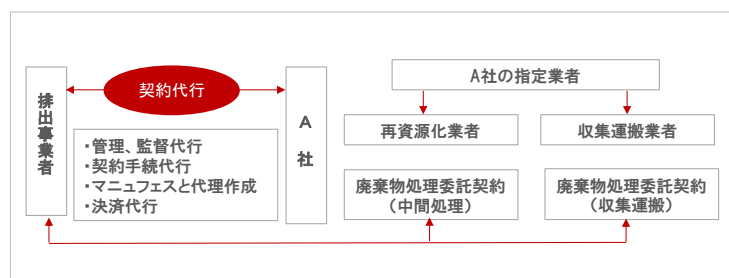 契約代行
排出事業者
A社
・管理、監督代行
・契約手続代行
・マニュフェスと代理作成
・決済代行
A社の指定業者
再資源化業者
収集運搬業者
廃棄物処理委託契約
（中間処理）
廃棄物処理委託契約
（収集運搬）